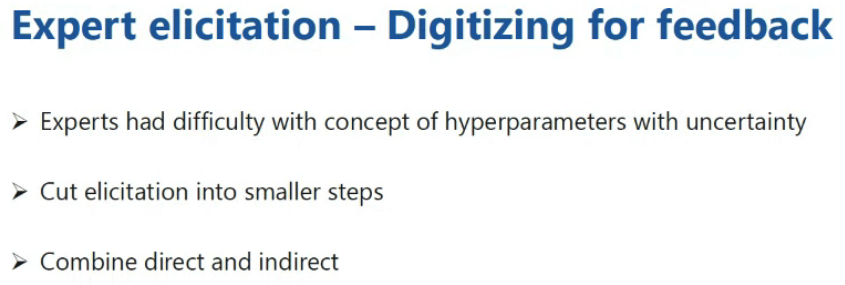 Expert elicitation – Digitizing for feedback
➢ Experts had difficulty with concept of hyperparameters with uncertainty
➢ Cut elicitation into smaller steps
➢ Combine direct and indirect